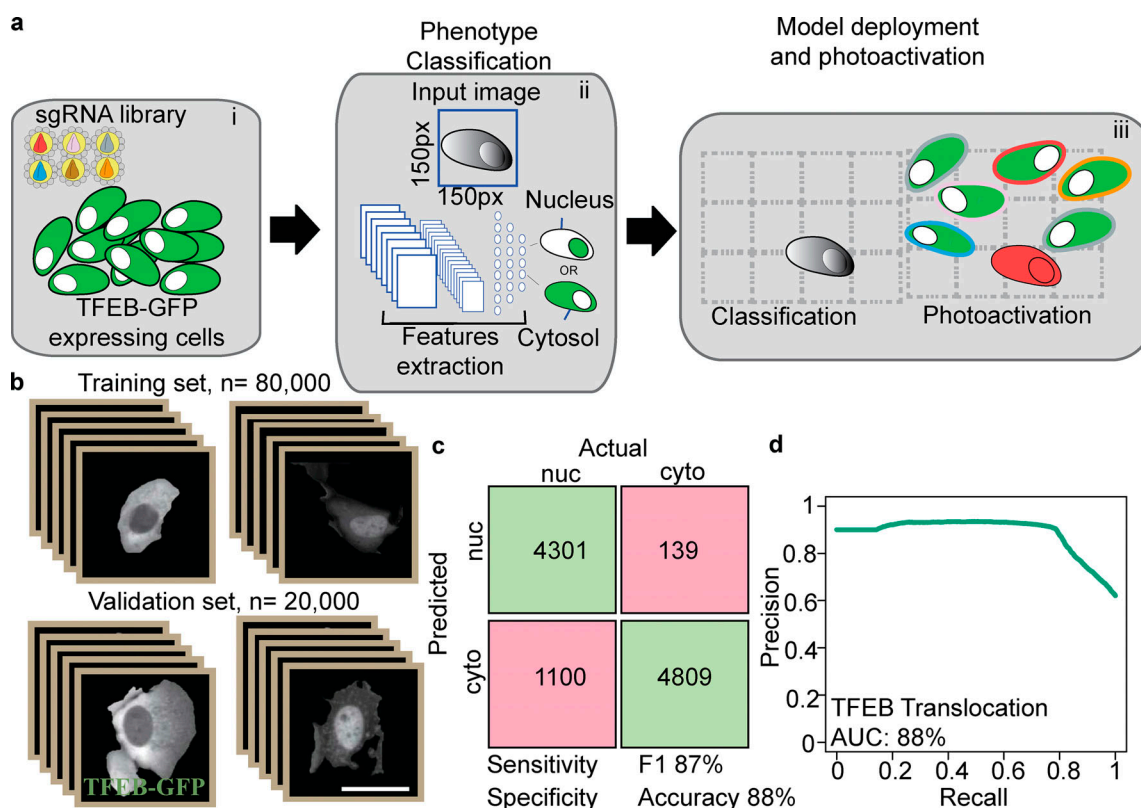 a
Phenotype
Classification
Model deployment
and photoactivation
sgRNA library
i
TFEB-GFP
expressing cells
ii
Input image
150px
150px
Nucleus
OR
Cytosol
Features
extraction
iii
Classification
Photoactivation
b
Training set, n= 80,000
Validation set, n= 20,000
TFEB-GFP
c
Actual
nuc cyto
Predicted
nuc
4301 139
cyto
1100 4809
Sensitivity F1 87%
Specificity Accuracy 88%
d
Precision
1
0.8
0.6
0.4
0.2
0
TFEB Translocation
AUC: 88%
0 0.2 0.4 0.6 0.8 1
Recall